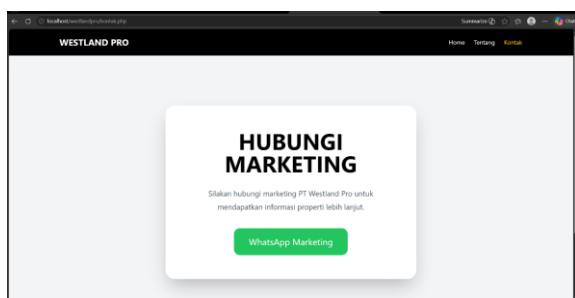 localhost/westlandpro/kontak.php
Summarize
WESTLAND PRO
Home Tentang Kontak
HUBUNGI
MARKETING
Silakan hubungi marketing PT Westland Pro untuk
mendapatkan informasi properti lebih lanjut.
WhatsApp Marketing